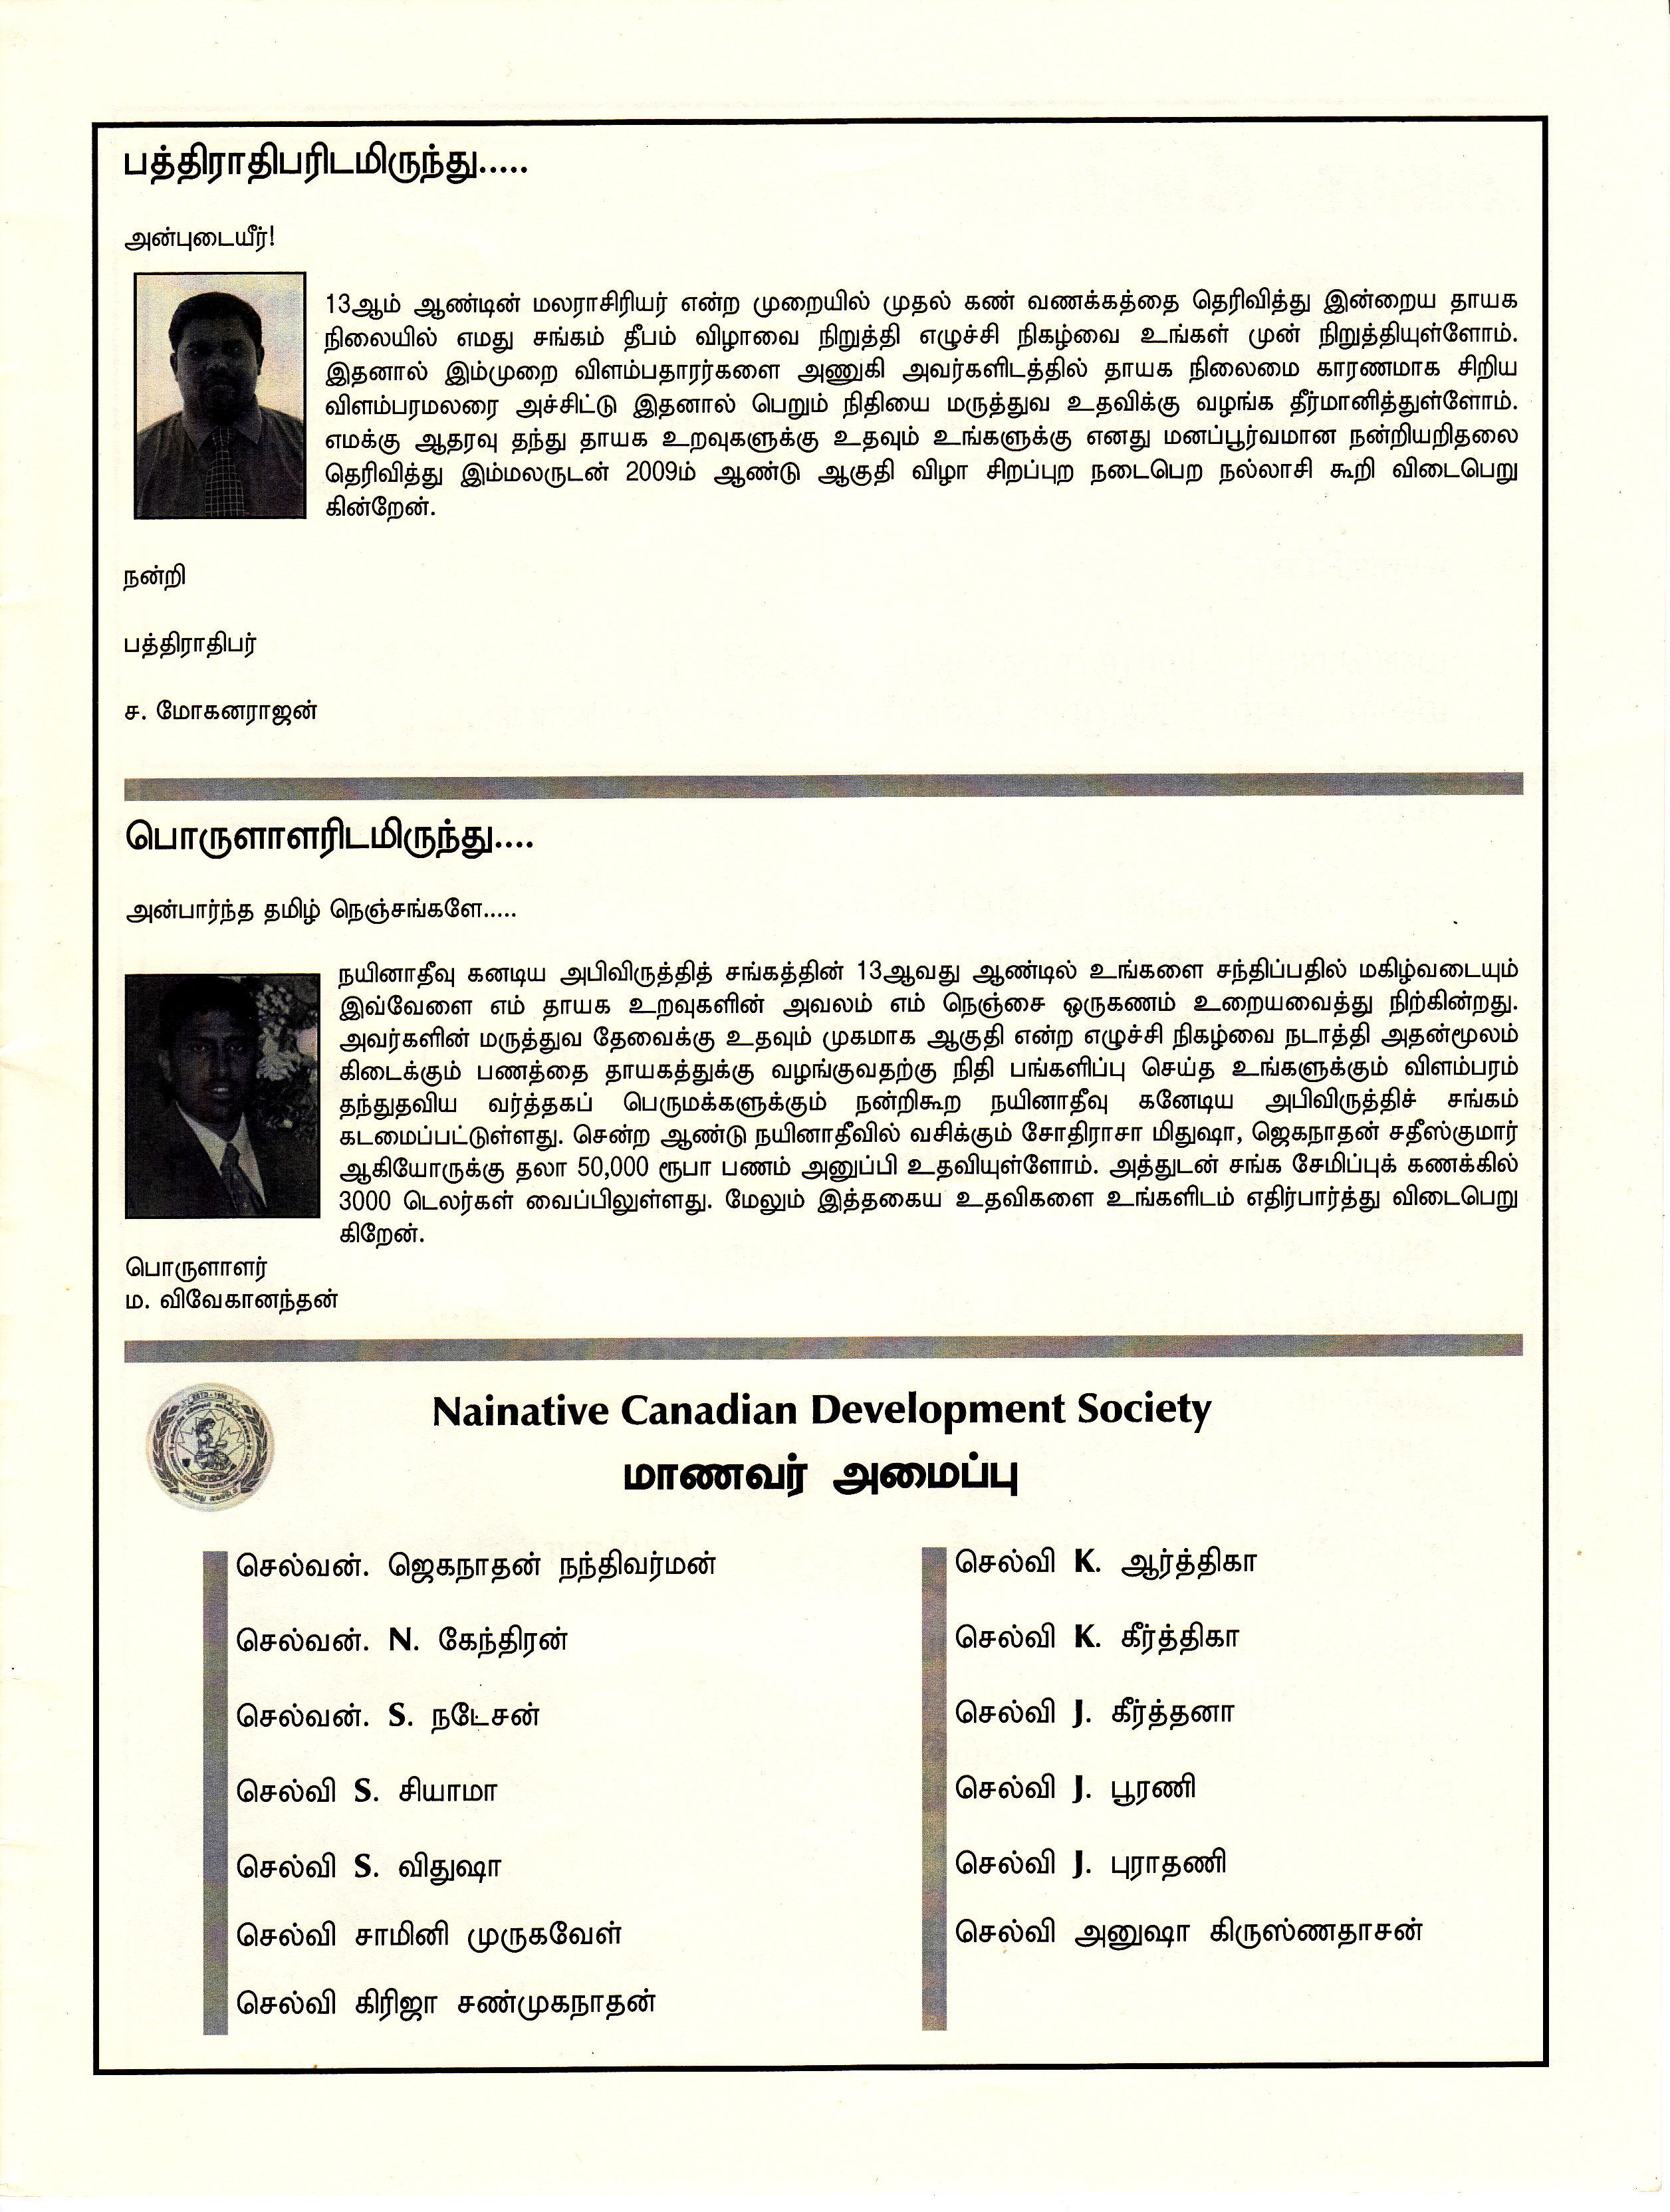 பத்திராதிபரிடமிருந்து.....
அன்புடையீர்!
13ஆம் ஆண்டின் மலராசிரியர் என்ற முறையில் முதல் கண் வணக்கத்தை தெரிவித்து இன்றைய தாயக
நிலையில் எமது சங்கம் தீபம் விழாவை நிறுத்தி எழுச்சி நிகழ்வை உங்கள் முன் நிறுத்தியுள்ளோம்.
இதனால் இம்முறை விளம்பதாரர்களை அணுகி அவர்களிடத்தில் தாயக நிலைமை காரணமாக சிறிய
விளம்பரமலரை அச்சிட்டு இதனால் பெறும் நிதியை மருத்துவ உதவிக்கு வழங்க தீர்மானித்துள்ளோம்.
எமக்கு ஆதரவு தந்து தாயக உறவுகளுக்கு உதவும் உங்களுக்கு எனது மனப்பூர்வமான நன்றியறிதலை
தெரிவித்து இம்மலருடன் 2009ம் ஆண்டு ஆகுதி விழா சிறப்புற நடைபெற நல்லாசி கூறி விடைபெறு
கின்றேன்.
நன்றி
பத்திராதிபர்
ச. மோகனராஜன்
பொருளாளரிடமிருந்து....
அன்பார்ந்த தமிழ் நெஞ்சங்களே.....
நயினாதீவு கனடிய அபிவிருத்தித் சங்கத்தின் 13ஆவது ஆண்டில் உங்களை சந்திப்பதில் மகிழ்வடையும்
இவ்வேளை எம் தாயக உறவுகளின் அவலம் எம் நெஞ்சை ஒருகணம் உறையவைத்து நிற்கின்றது.
அவர்களின் மருத்துவ தேவைக்கு உதவும் முகமாக ஆகுதி என்ற எழுச்சி நிகழ்வை நடாத்தி அதன்மூலம்
கிடைக்கும் பணத்தை தாயகத்துக்கு வழங்குவதற்கு நிதி பங்களிப்பு செய்த உங்களுக்கும் விளம்பரம்
தந்துதவிய வர்த்தகப் பெருமக்களுக்கும் நன்றிகூற நயினாதீவு கனேடிய அபிவிருத்திச் சங்கம்
கடமைப்பட்டுள்ளது. சென்ற ஆண்டு நயினாதீவில் வசிக்கும் சோதிராசா மிதுஷா, ஜெகநாதன் சதீஸ்குமார்
ஆகியோருக்கு தலா 50,000 ரூபா பணம் அனுப்பி உதவியுள்ளோம். அத்துடன் சங்க சேமிப்புக் கணக்கில்
3000 டெலர்கள் வைப்பிலுள்ளது. மேலும் இத்தகைய உதவிகளை உங்களிடம் எதிர்பார்த்து விடைபெறு
கிறேன்.
பொருளாளர்
ம. விவேகானந்தன்
Nainative Canadian Development Society
மாணவர் அமைப்பு
செல்வன். ஜெகநாதன் நந்திவர்மன்
செல்வன். N. கேந்திரன்
செல்வன். S. நடேசன்
செல்வி S. சியாமா
செல்வி S. விதுஷா
செல்வி சாமினி முருகவேள்
செல்வி கிரிஜா சண்முகநாதன்
செல்வி K. ஆர்த்திகா
செல்வி K. கீர்த்திகா
செல்வி J. கீர்த்தனா
செல்வி J. பூரணி
செல்வி J. புராதணி
செல்வி அனுஷா கிருஸ்ணதாசன்